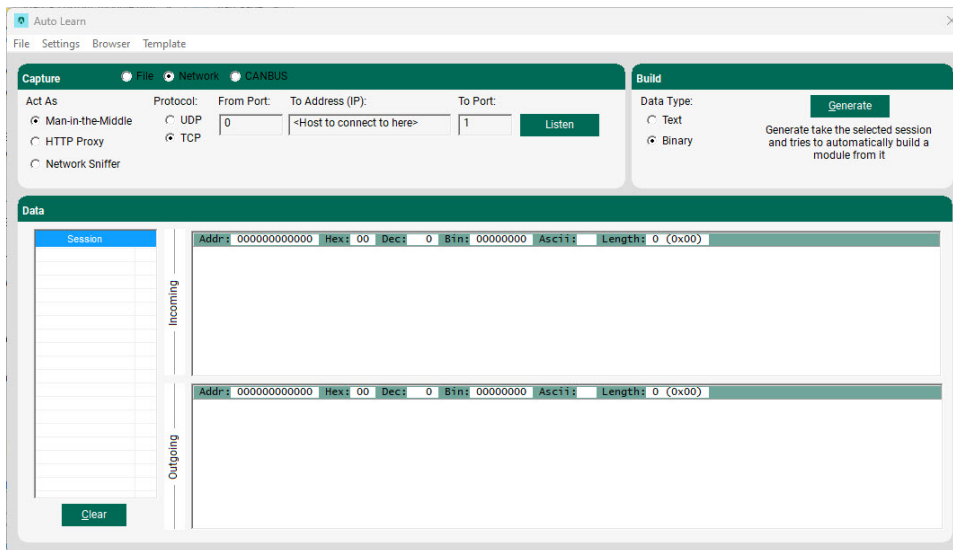 Auto Learn
File Settings Browser Template
Capture File Network CANBUS
Act As Protocol: From Port: To Address (IP): To Port:
Man-in-the-Middle UDP 0 <Host to connect to here> 1 Listen
HTTP Proxy TCP
Network Sniffer
Build
Data Type: Generate
Text
Binary
Generate take the selected session
and tries to automatically build a
module from it
Data
Session
Clear
Incoming
Addr: 000000000000 Hex: 00 Dec: 0 Bin: 00000000 Ascii: Length: 0 (0x00)
Outgoing
Addr: 000000000000 Hex: 00 Dec: 0 Bin: 00000000 Ascii: Length: 0 (0x00)